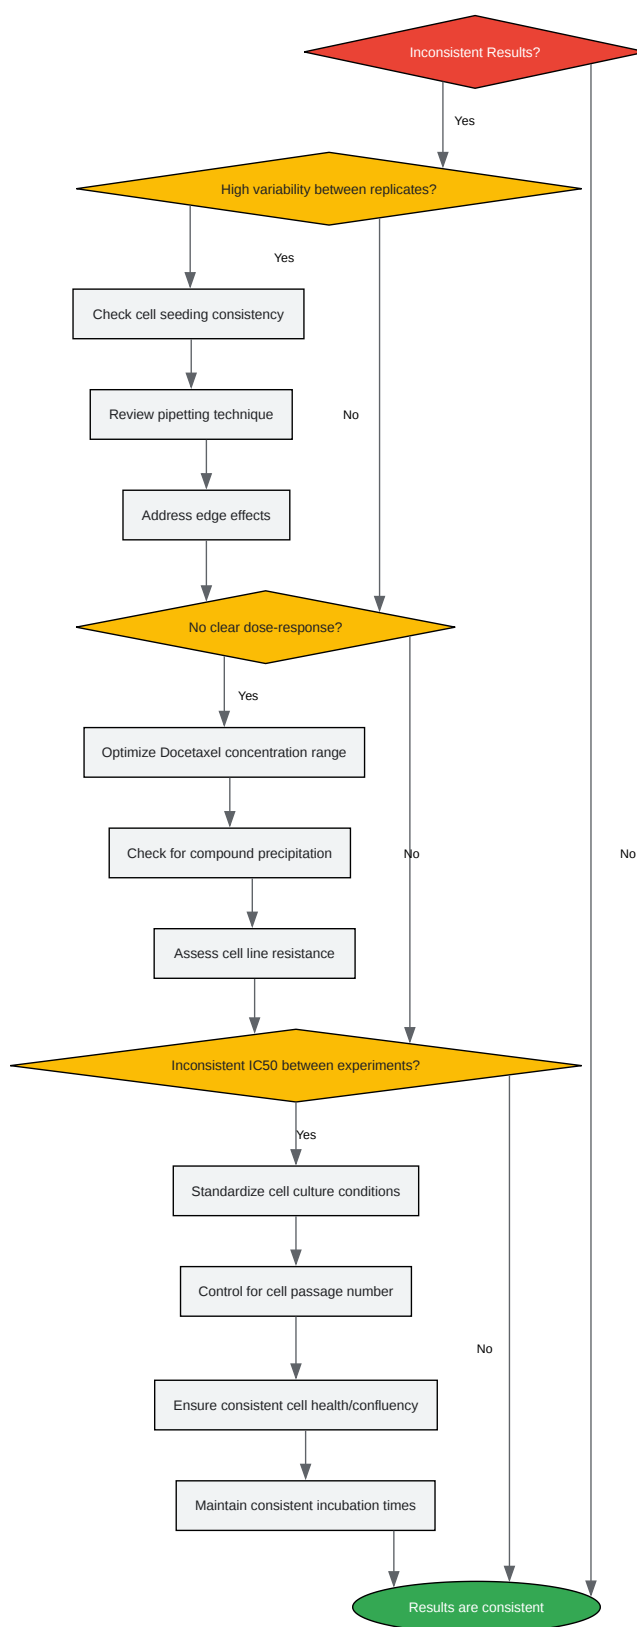 Inconsistent Results?
Yes
High variability between replicates?
Yes
Check cell seeding consistency
Review pipetting technique
No
Address edge effects
No clear dose-response?
Yes
Optimize Docetaxel concentration range
Check for compound precipitation
No
No
Assess cell line resistance
Inconsistent IC50 between experiments?
Yes
Standardize cell culture conditions
Control for cell passage number
No
Ensure consistent cell health/confluency
Maintain consistent incubation times
Results are consistent